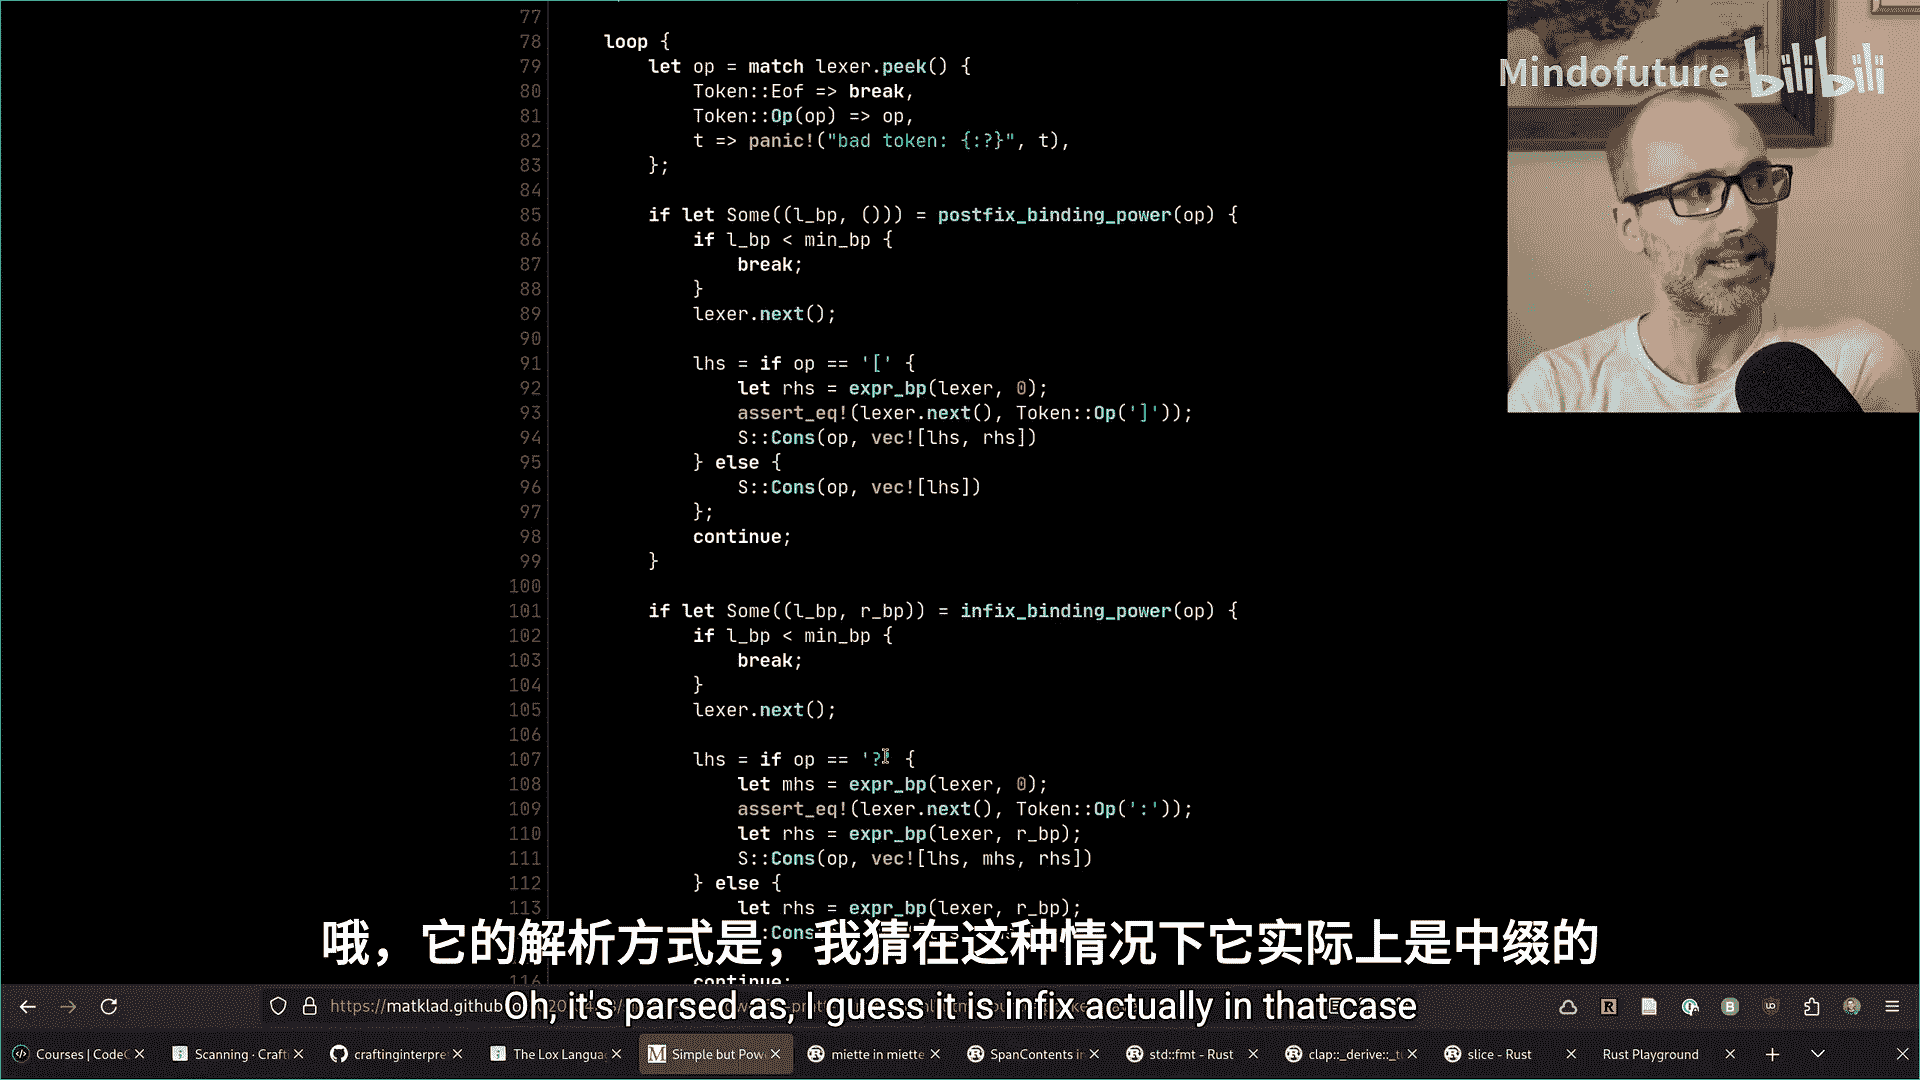 77
78 loop {
79 let op = match lexer.peek() {
80 Token::Eof => break,
81 Token::Op(op) => op,
82 t => panic!("bad token: {:?}", t),
83 };
84
85 if let Some((l_bp, ())) = postfix_binding_power(op) {
86 if l_bp < min_bp {
87 break;
88 }
89 lexer.next();
90
91 lhs = if op == '[' {
92 let rhs = expr_bp(lexer, 0);
93 assert_eq!(lexer.next(), Token::Op(']'));
94 S::Cons(op, vec![lhs, rhs])
95 } else {
96 S::Cons(op, vec![lhs])
97 };
98 continue;
99 }
100
101 if let Some((l_bp, r_bp)) = infix_binding_power(op) {
102 if l_bp < min_bp {
103 break;
104 }
105 lexer.next();
106
107 lhs = if op == '?' {
108 let mhs = expr_bp(lexer, 0);
109 assert_eq!(lexer.next(), Token::Op(':'));
110 let rhs = expr_bp(lexer, r_bp);
111 S::Cons(op, vec![lhs, mhs, rhs])
112 } else {
113 let rhs = expr_bp(lexer, r_bp);
:Cons
116 continue;
Mindofuture bilibili
哦，它的解析方式是，我猜在这种情况下它实际上是中缀的
Oh, it's parsed as, I guess it is infix actually in that case
https://matklad.github
Courses | Code
Scanning · Craft
craftinginterpre
The Lox Langua
Simple but Pow
miette in miette
SpanContents in
std::fmt - Rust
clap::_derive::_t
slice - Rust
Rust Playground